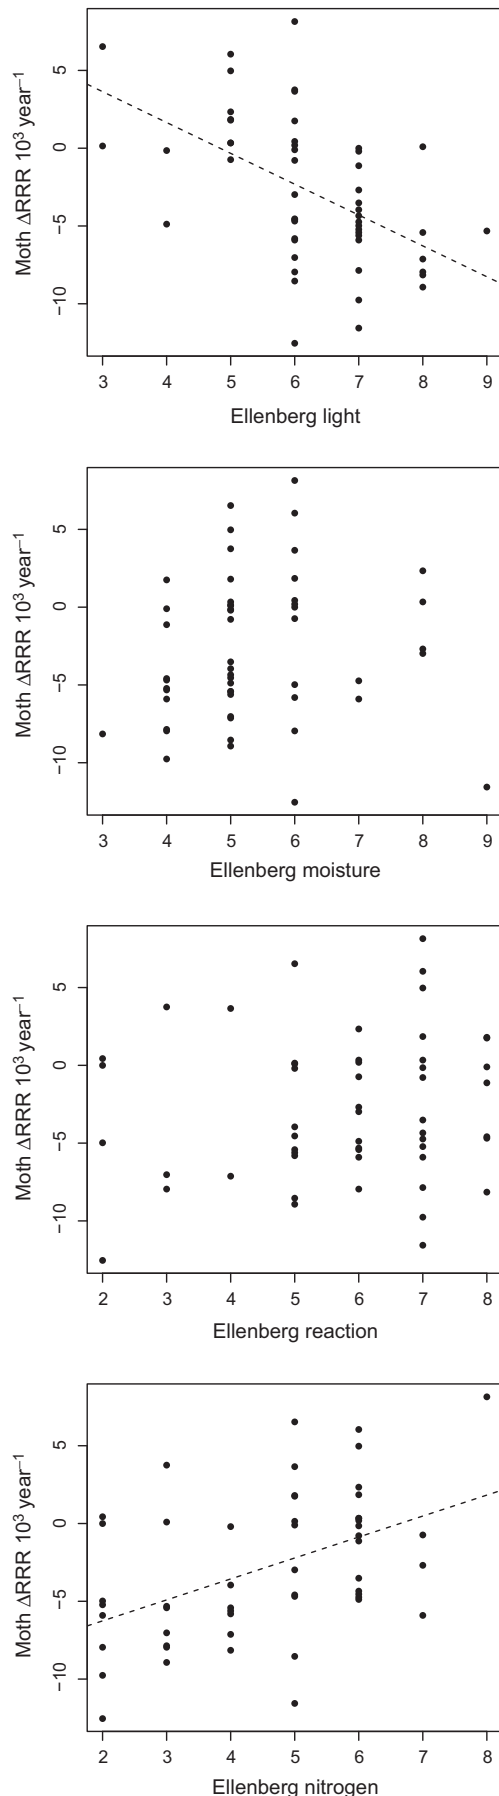 Moth ΔRRR 10³ year⁻¹
5
0
−5
−10
3 4 5 6 7 8 9
Ellenberg light
Moth ΔRRR 10³ year⁻¹
5
0
−5
−10
3 4 5 6 7 8 9
Ellenberg moisture
Moth ΔRRR 10³ year⁻¹
5
0
−5
−10
2 3 4 5 6 7 8
Ellenberg reaction
Moth ΔRRR 10³ year⁻¹
5
0
−5
−10
2 3 4 5 6 7 8
Ellenberg nitrogen